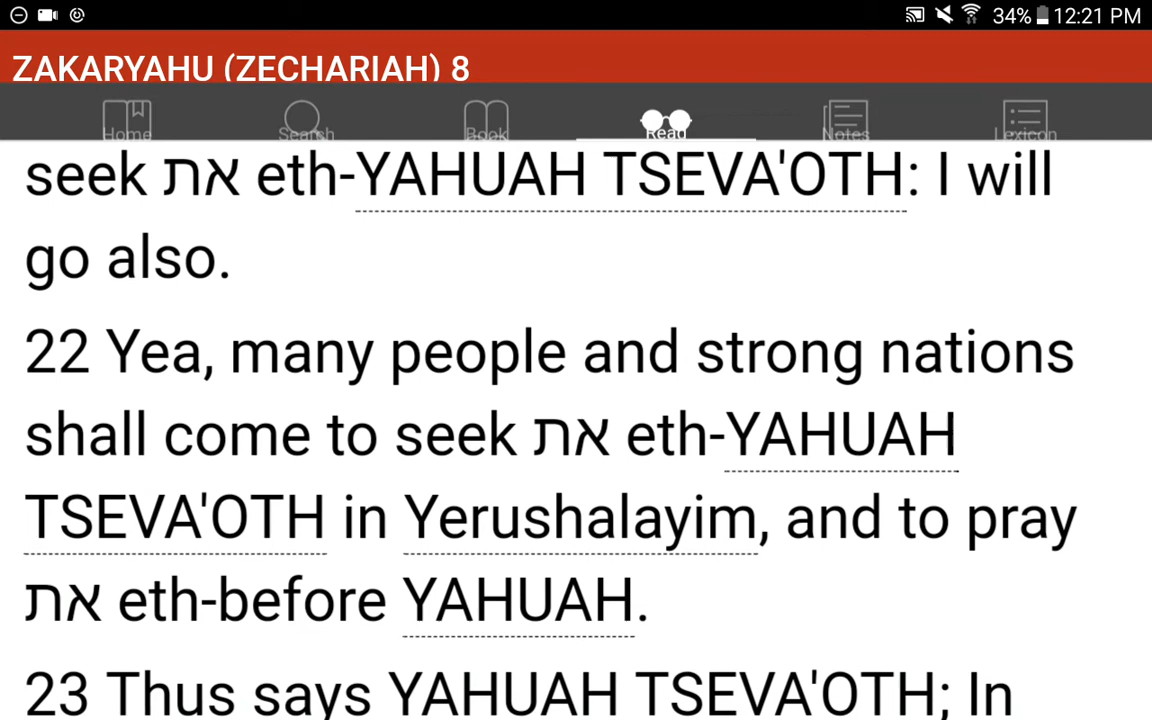 34% 12:21 PM
ZAKARYAHU (ZECHARIAH) 8
Home Search Book Read Notes Lexicon
seek את eth-YAHUAH TSEVA'OTH: I will
go also.
22 Yea, many people and strong nations
shall come to seek את eth-YAHUAH
TSEVA'OTH in Yerushalayim, and to pray
את eth-before YAHUAH.
23 Thus says YAHUAH TSEVA'OTH; In